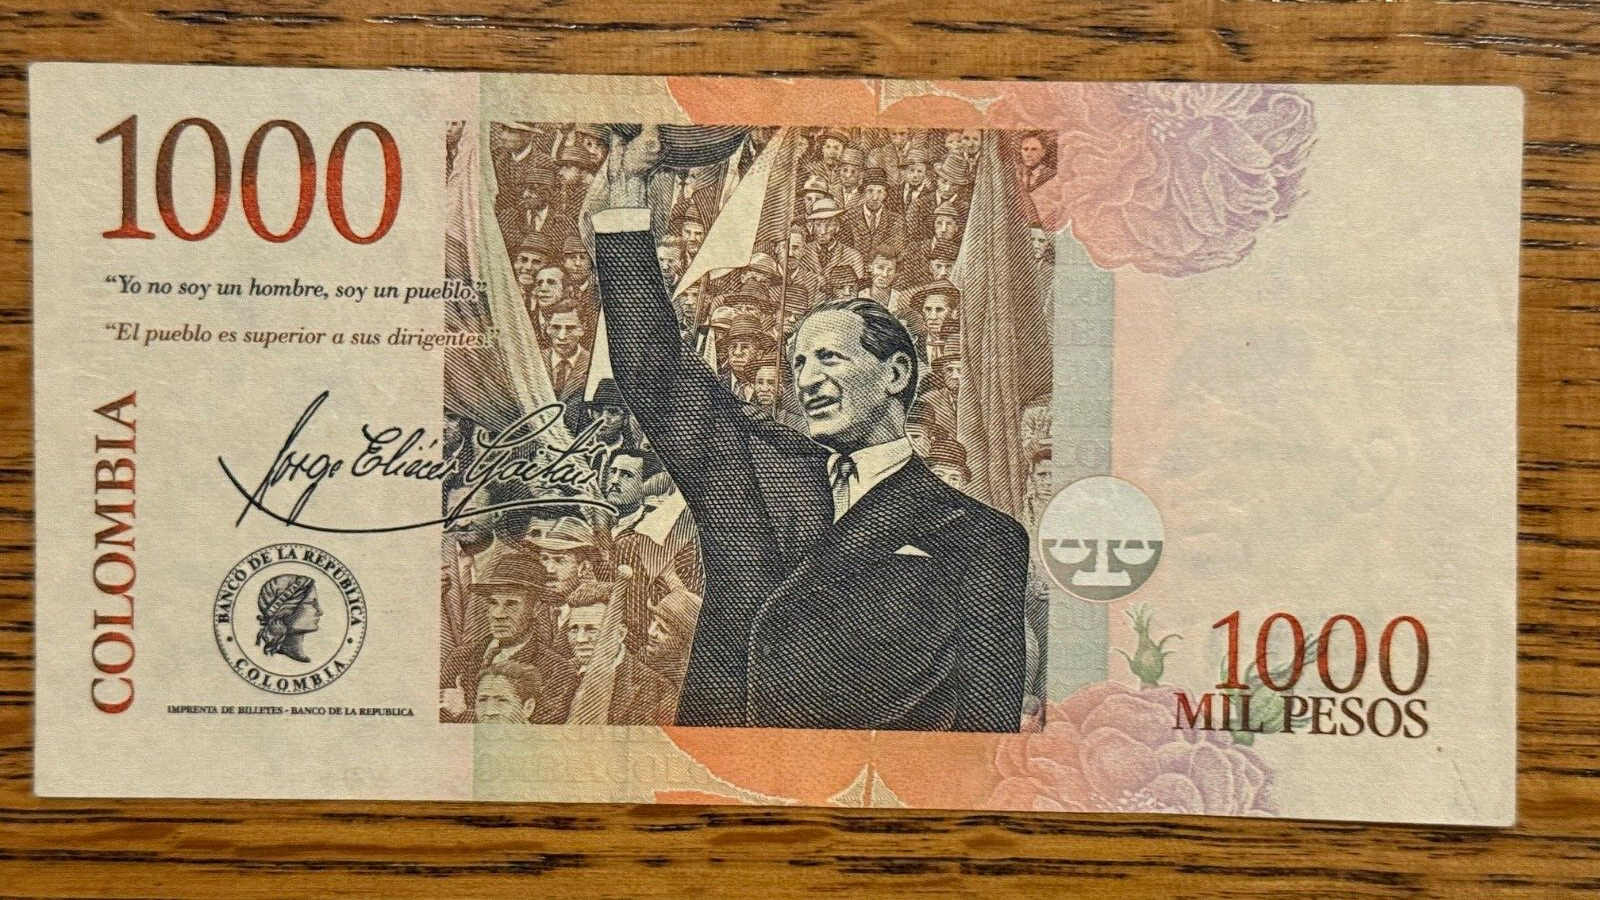 1000
“Yo no soy un hombre, soy un pueblo.”
“El pueblo es superior a sus dirigentes.”
COLOMBIA
Jorge Eliécer Gaitán
BANCO DE LA REPÚBLICA
COLOMBIA
IMPRENTA DE BILLETES - BANCO DE LA REPUBLICA
1000
MIL PESOS